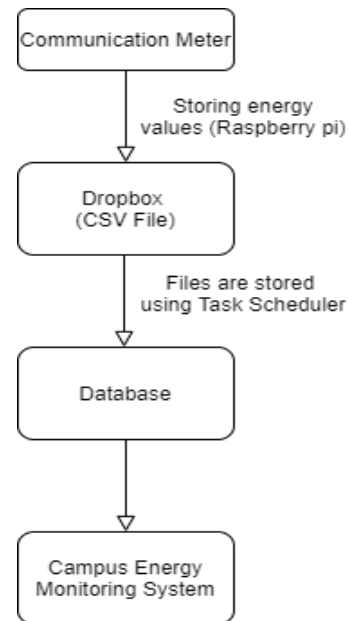 Communication Meter
Storing energy
values (Raspberry pi)
Dropbox
(CSV File)
Files are stored
using Task Scheduler
Database
Campus Energy
Monitoring System